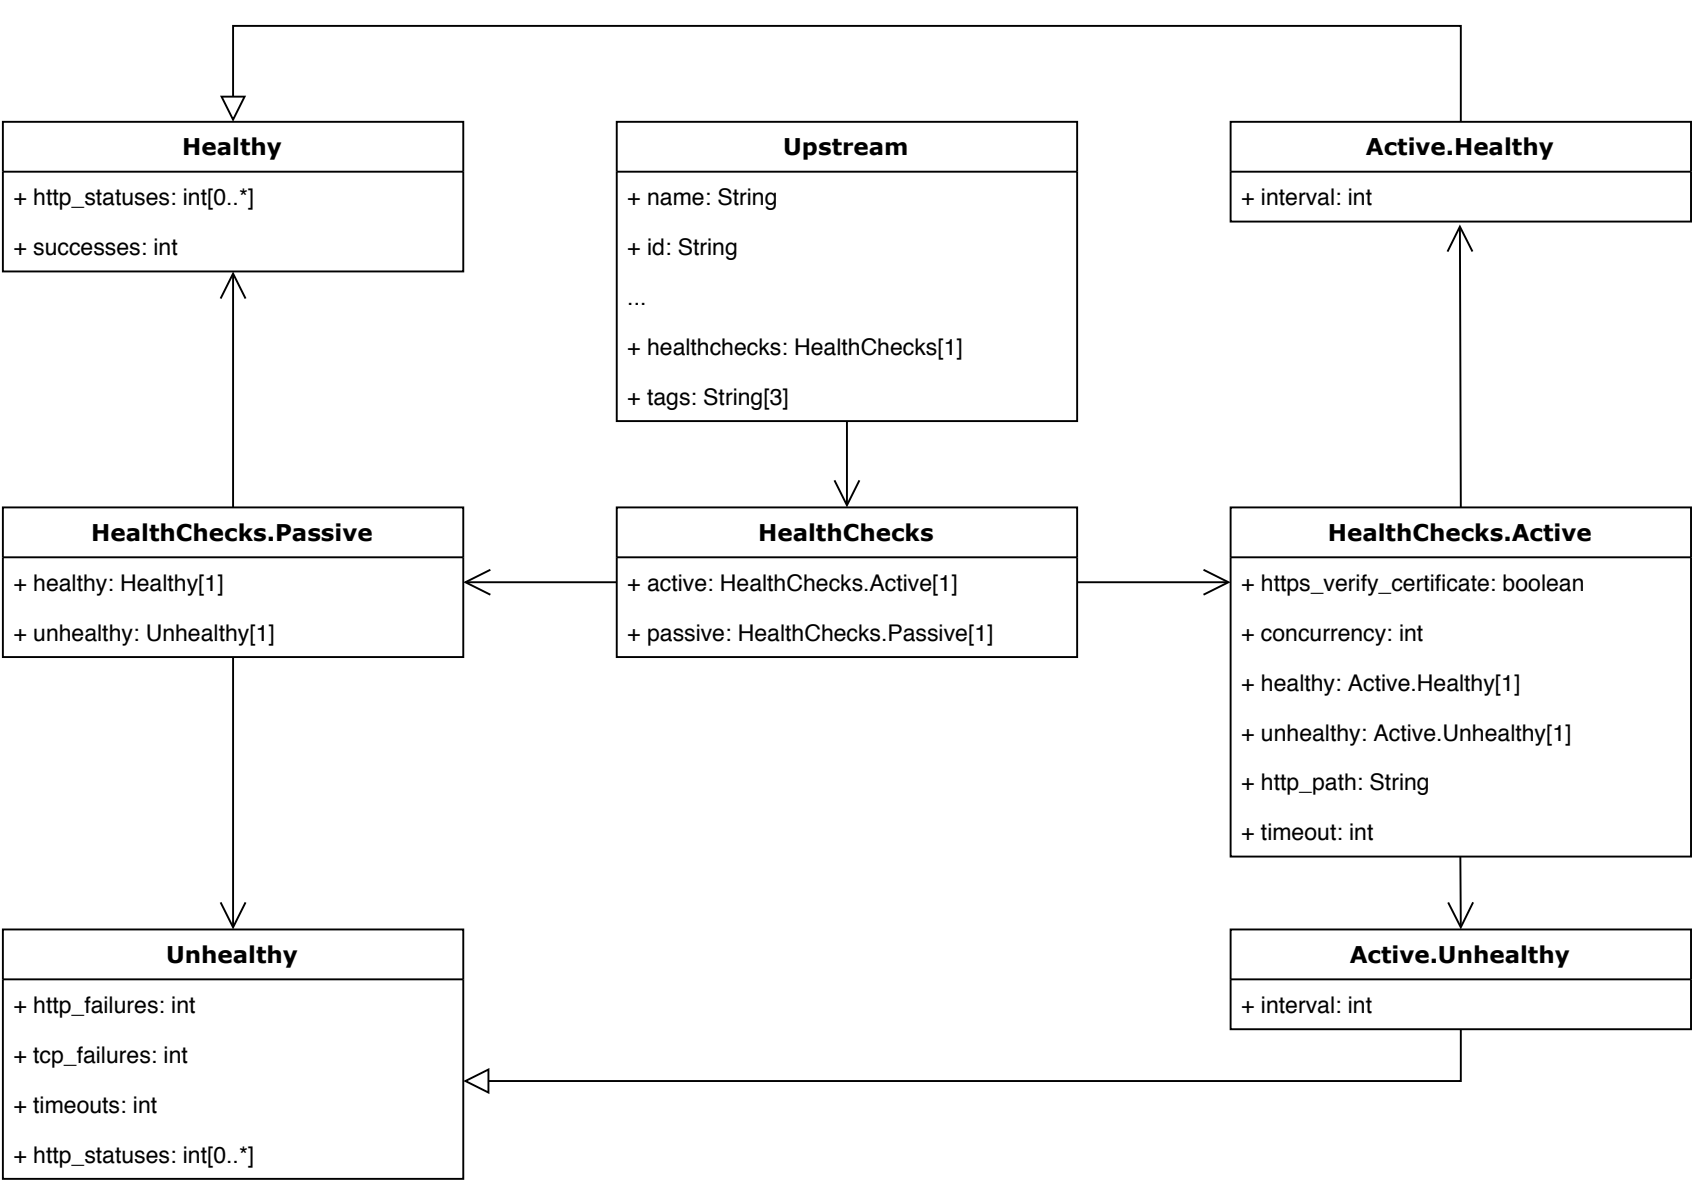 Healthy
+ http_statuses: int[0..*]
+ successes: int
Upstream
+ name: String
+ id: String
...
+ healthchecks: HealthChecks[1]
+ tags: String[3]
Active.Healthy
+ interval: int
HealthChecks.Passive
+ healthy: Healthy[1]
+ unhealthy: Unhealthy[1]
HealthChecks
+ active: HealthChecks.Active[1]
+ passive: HealthChecks.Passive[1]
HealthChecks.Active
+ https_verify_certificate: boolean
+ concurrency: int
+ healthy: Active.Healthy[1]
+ unhealthy: Active.Unhealthy[1]
+ http_path: String
+ timeout: int
Unhealthy
+ http_failures: int
+ tcp_failures: int
+ timeouts: int
+ http_statuses: int[0..*]
Active.Unhealthy
+ interval: int